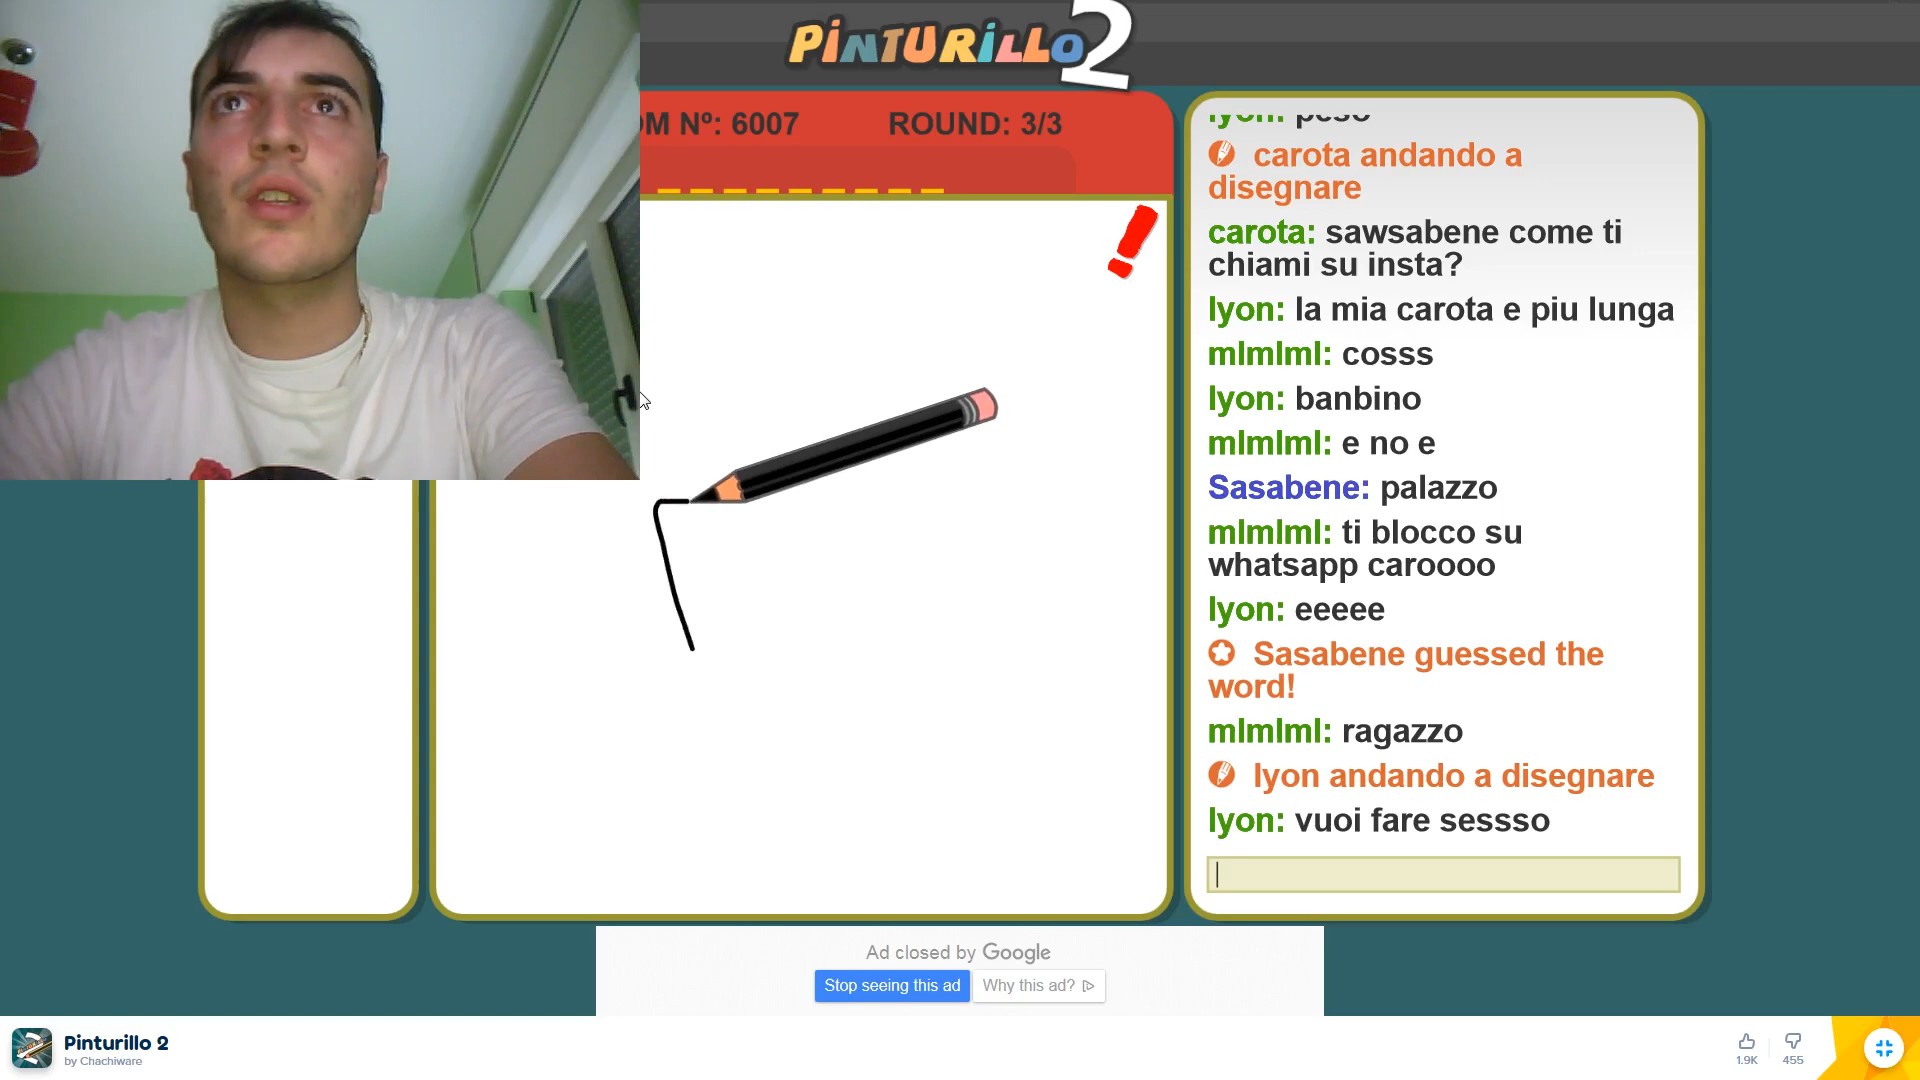 PiNTURiLLO2
M Nº: 6007
ROUND: 3/3
carota andando a
disegnare
carota: sawsabene come ti
chiami su insta?
lyon: la mia carota e piu lunga
mlmlml: cosss
lyon: banbino
mlmlml: e no e
Sasabene: palazzo
mlmlml: ti blocco su
whatsapp caroooo
lyon: eeeee
Sasabene guessed the
word!
mlmlml: ragazzo
lyon andando a disegnare
lyon: vuoi fare sessso
Ad closed by Google
Stop seeing this ad
Why this ad?
Pinturillo 2
by Chachiware
1.9K
455